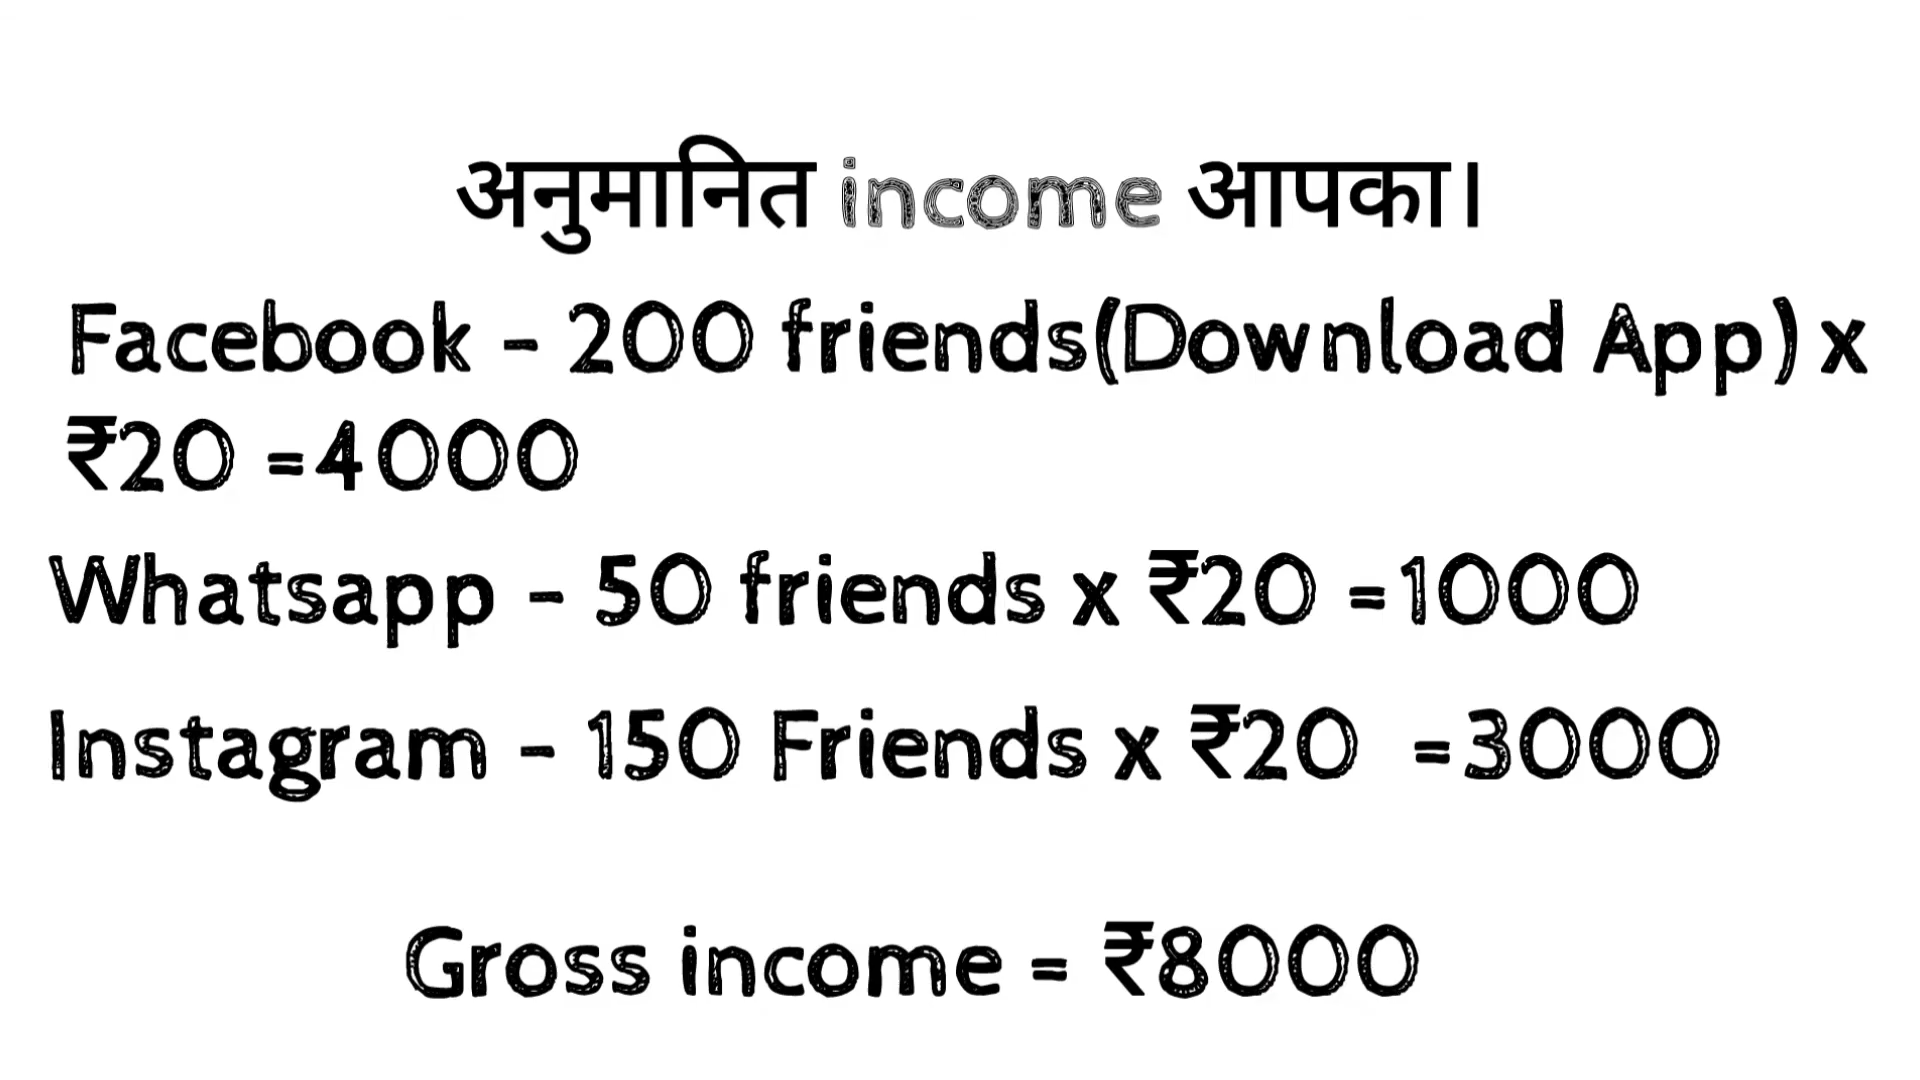 अनुमानित income आपका।
Facebook - 200 friends(Download App) x
₹20 =4000
Whatsapp - 50 friends x ₹20 =1000
Instagram - 150 Friends x ₹20 =3000
Gross income = ₹8000